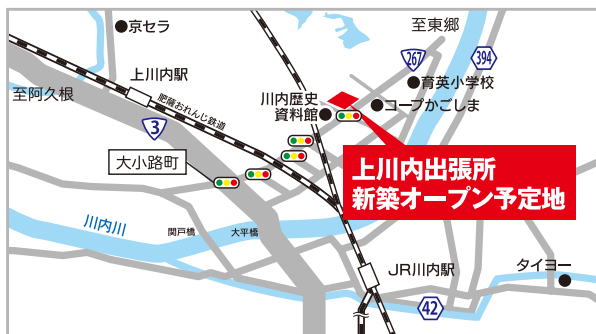 京セラ
至東郷
267
394
上川内駅
育英小学校
至阿久根
肥薩おれんじ鉄道
川内歴史
資料館
コープかごしま
3
大小路町
上川内出張所
新築オープン予定地
川内川
関戸橋
大平橋
JR川内駅
タイヨー
42